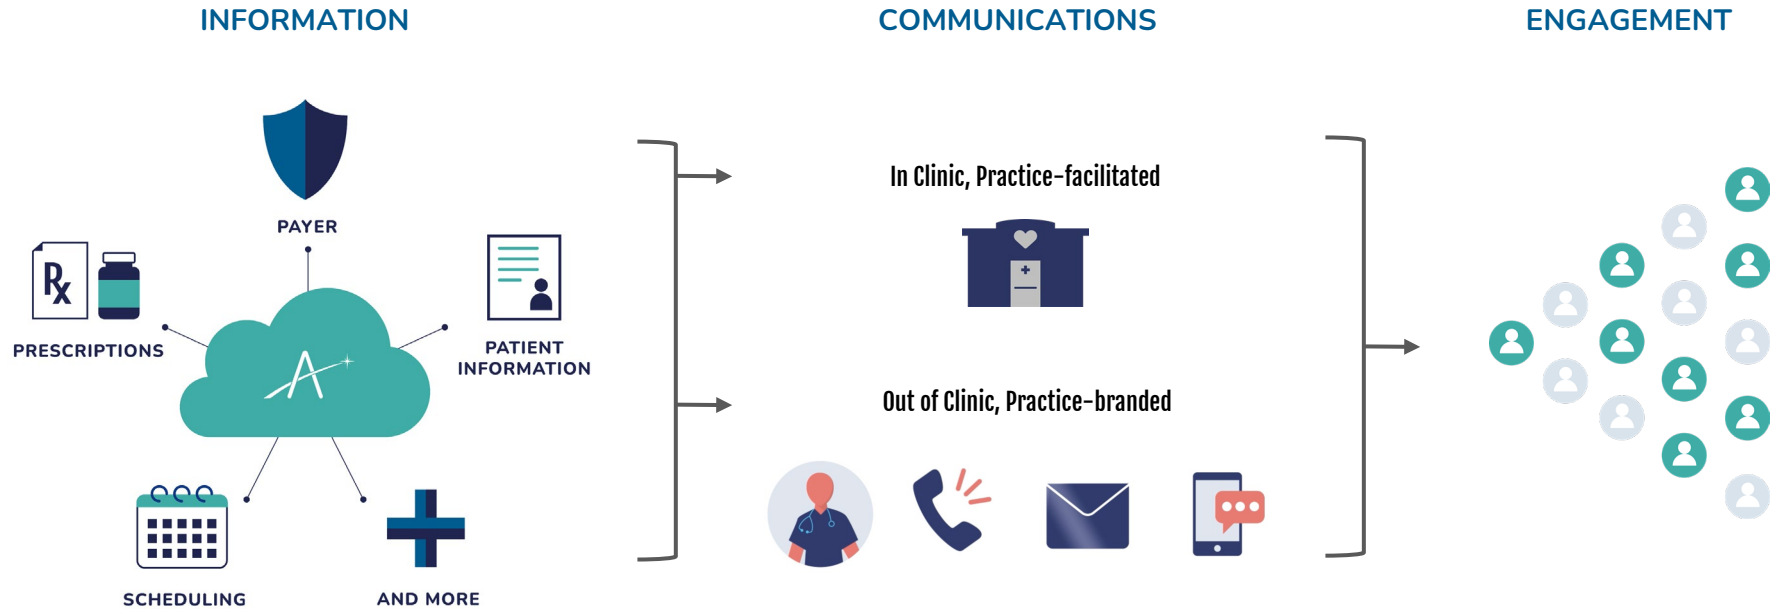 INFORMATION
COMMUNICATIONS
ENGAGEMENT
PAYER
Rx
PRESCRIPTIONS
PATIENT
INFORMATION
A
SCHEDULING
AND MORE
In Clinic, Practice-facilitated
Out of Clinic, Practice-branded